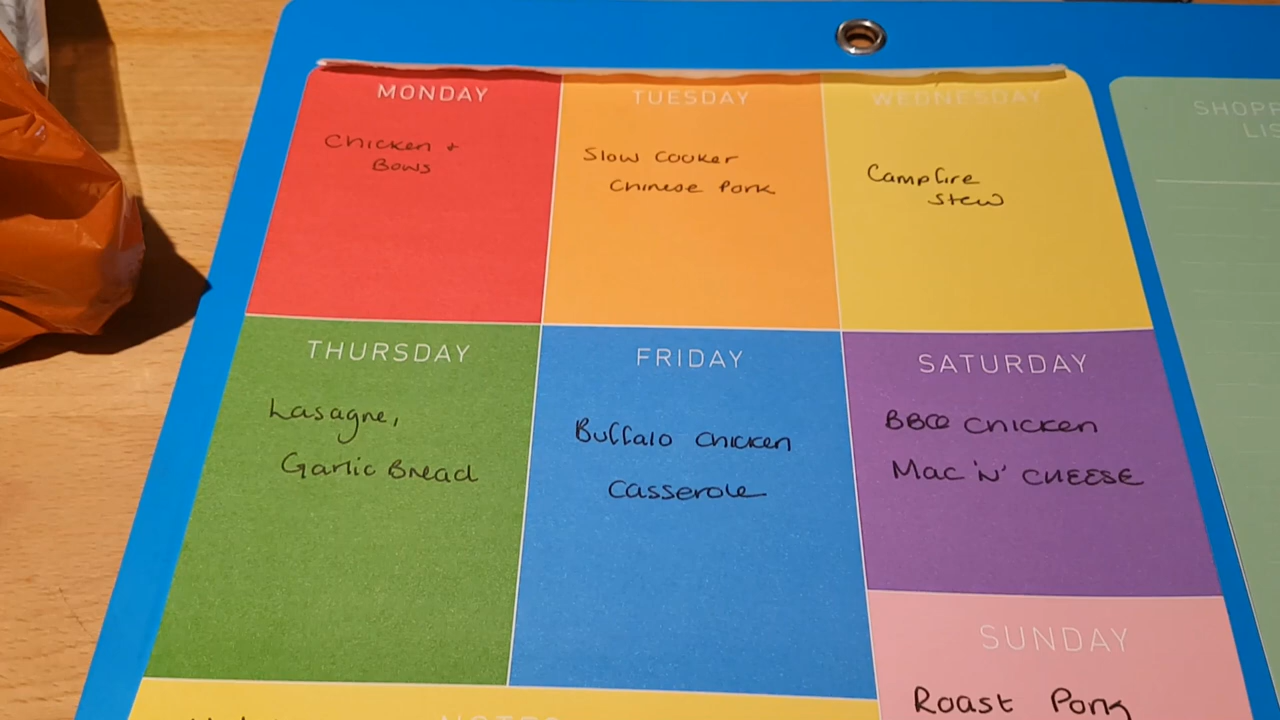 MONDAY
Chicken +
Bows
TUESDAY
Slow Cooker
Chinese Pork
WEDNESDAY
Campfire
Stew
THURSDAY
Lasagne,
Garlic Bread
FRIDAY
Buffalo Chicken
Casserole
SATURDAY
BBQ Chicken
Mac 'N' CHEESE
SUNDAY
Roast Pork
NOTES